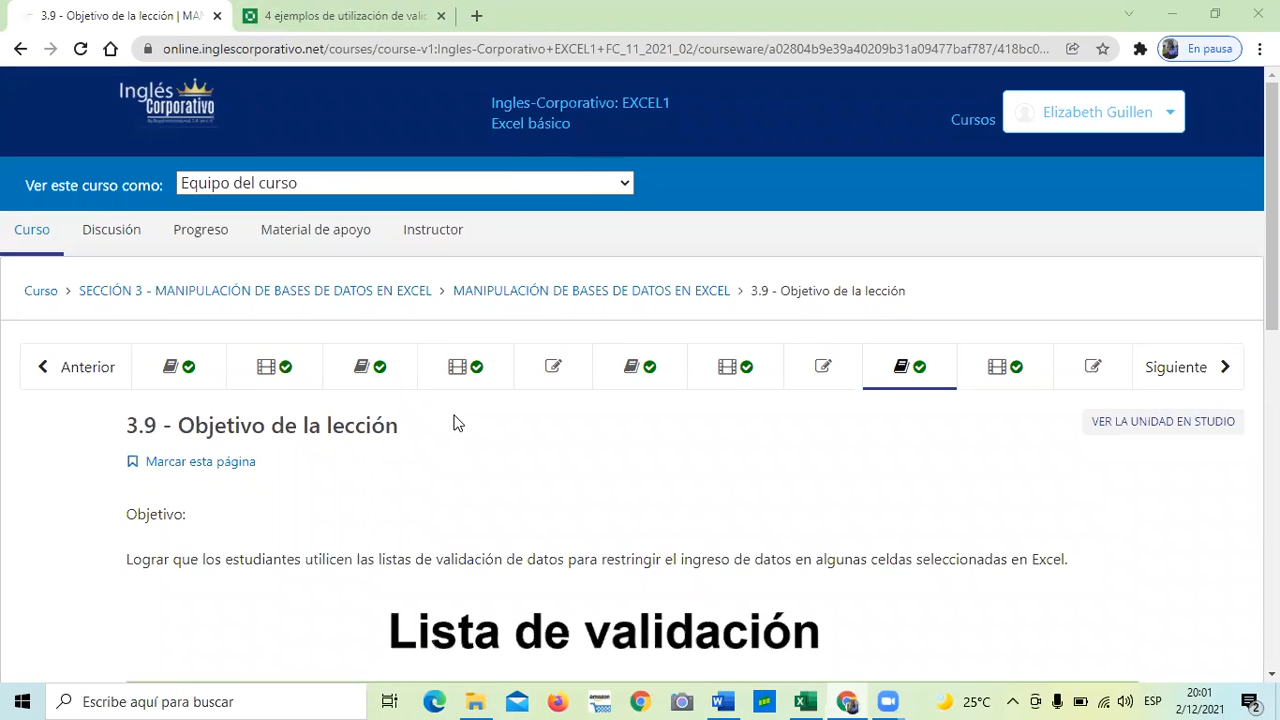 3.9 - Objetivo de la lección | MAN
4 ejemplos de utilización de vali
online.inglescorporativo.net/courses/course-v1:Ingles-Corporativo+EXCEL1+FC_11_2021_02/courseware/a02804b9e39a40209b31a09477baf787/418bc0...
En pausa
Inglés
Corporativo
Ingles-Corporativo: EXCEL1
Excel básico
Cursos
Elizabeth Guillen
Ver este curso como:
Equipo del curso
Curso
Discusión
Progreso
Material de apoyo
Instructor
Curso > SECCIÓN 3 - MANIPULACIÓN DE BASES DE DATOS EN EXCEL > MANIPULACIÓN DE BASES DE DATOS EN EXCEL > 3.9 - Objetivo de la lección
Anterior
Siguiente
3.9 - Objetivo de la lección
VER LA UNIDAD EN STUDIO
Marcar esta página
Objetivo:
Lograr que los estudiantes utilicen las listas de validación de datos para restringir el ingreso de datos en algunas celdas seleccionadas en Excel.
Lista de validación
Escribe aquí para buscar
amazon
25°C
ESP
20:01
2/12/2021
2